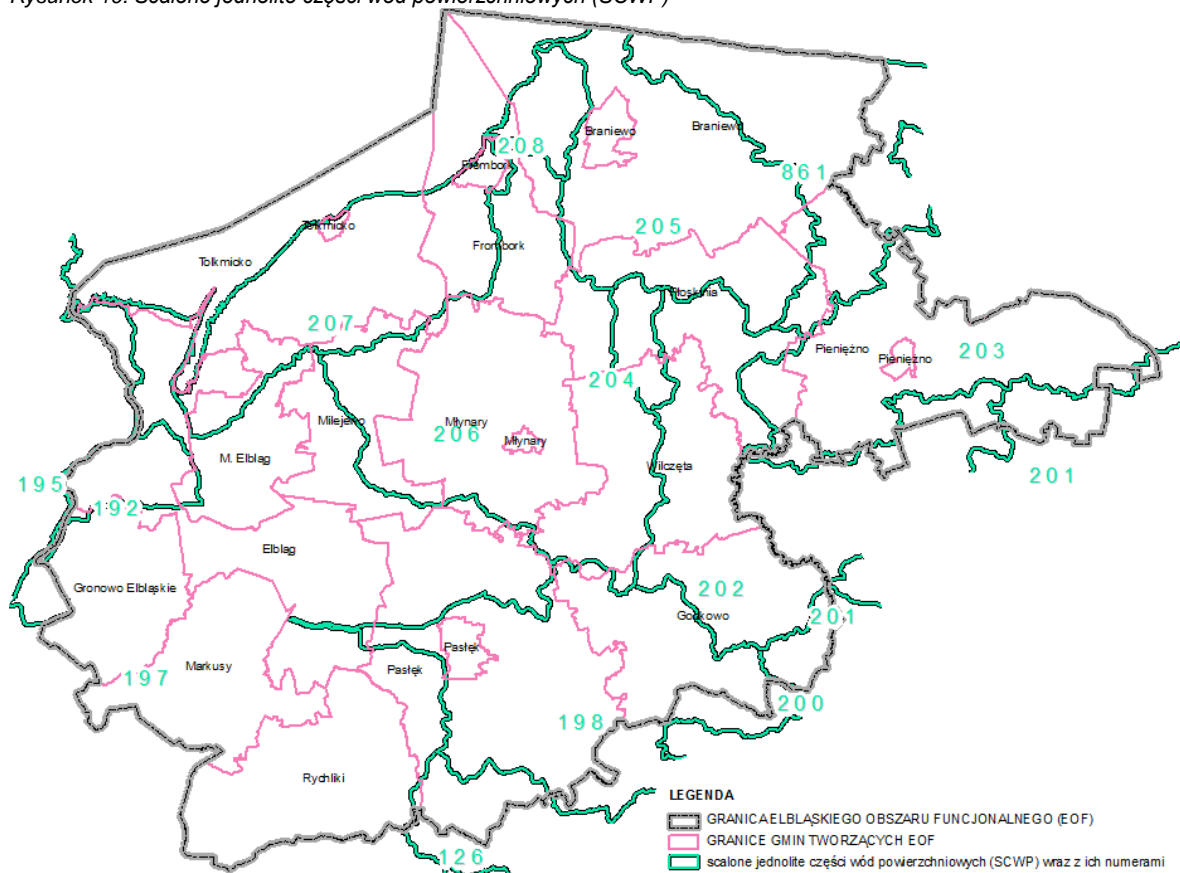 Rysunek 18. Scalone jednolite części wód powierzchniowych (SCWP)
Braniewo
Braniewo
208
Frombork
861
Tolkmicko
205
Frombork
Tolkmicko
Płoskinia
207
Pieniężno
203
Pieniężno
204
Milejewo
Młynary
206
Młynary
M. Elbląg
Wilczęta
201
195
192
Elbląg
Gronowo Elbląskie
202
Godkowo
201
Pasłęk
Markusy
Pasłęk
197
200
198
Rychliki
126
LEGENDA
GRANICA ELBLĄSKIEGO OBSZARU FUNCJONALNEGO (EOF)
GRANICE GMIN TWORZĄCYCH EOF
scalone jednolite części wód powierzchniowych (SCWP) wraz z ich numerami